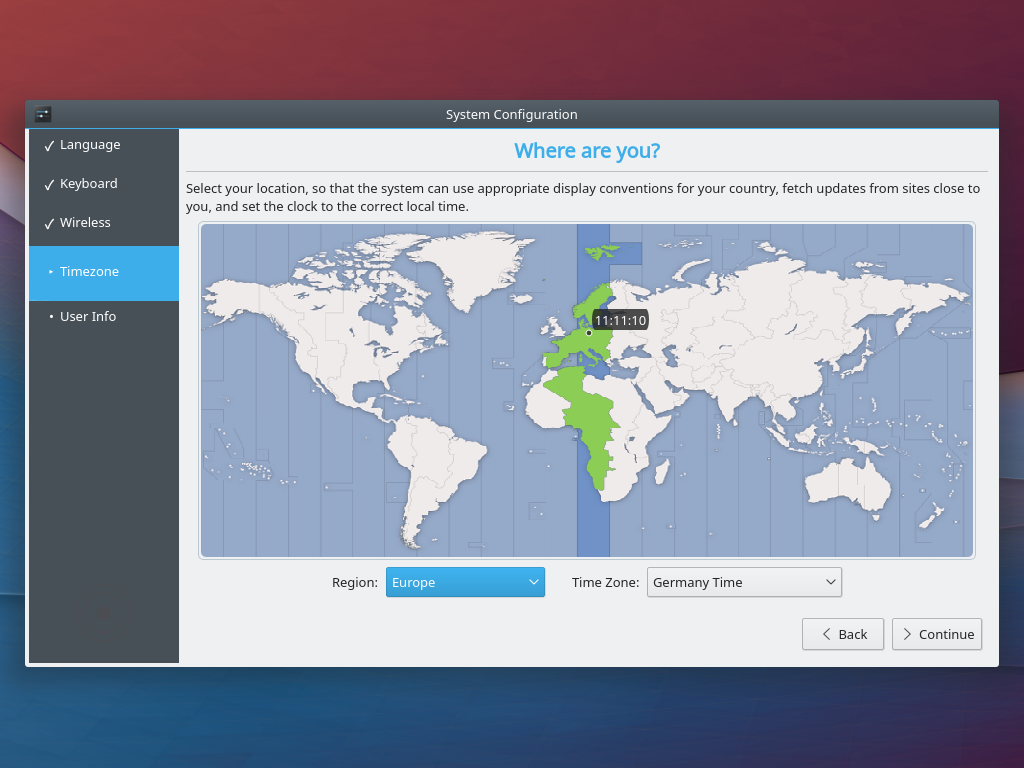 System Configuration
Language
Keyboard
Wireless
Timezone
User Info
Where are you?
Select your location, so that the system can use appropriate display conventions for your country, fetch updates from sites close to
you, and set the clock to the correct local time.
11:11:10
Region: Europe Time Zone: Germany Time
Back Continue